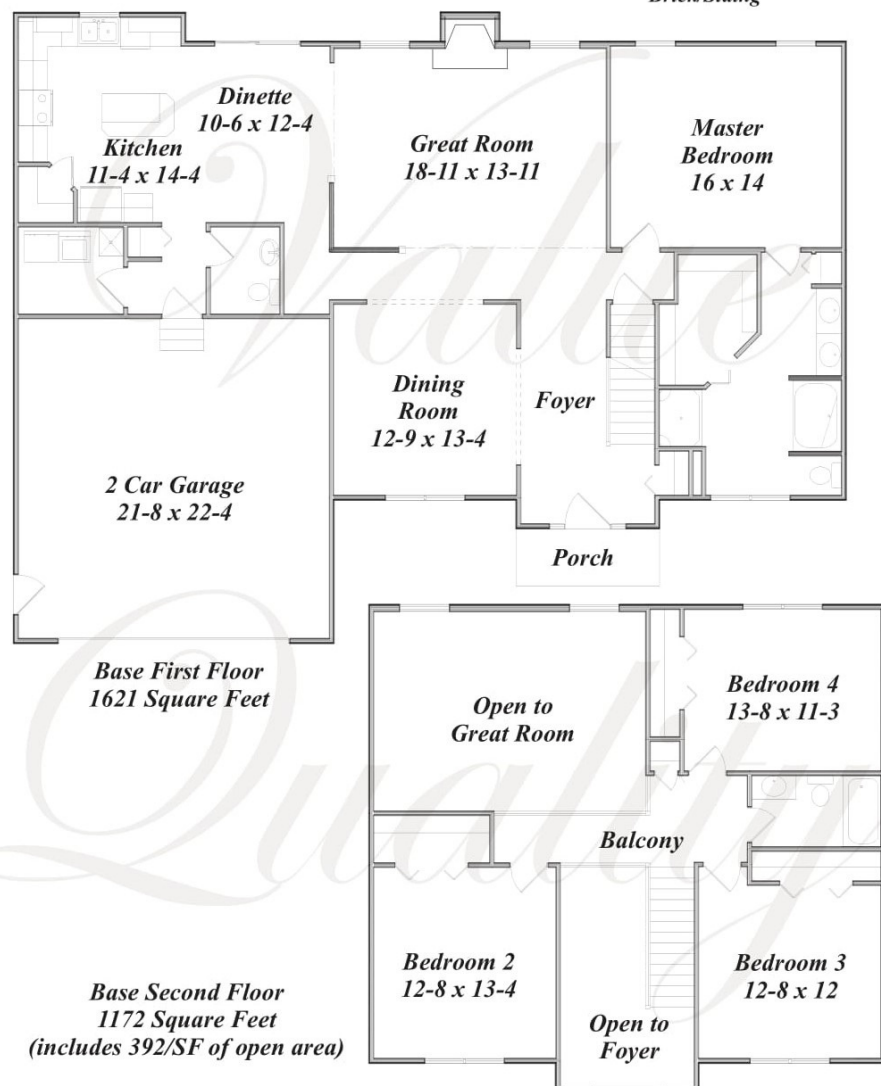 Brick/Siding
Dinette
10-6 x 12-4
Kitchen
11-4 x 14-4
Great Room
18-11 x 13-11
Master
Bedroom
16 x 14
Dining
Room
12-9 x 13-4
Foyer
2 Car Garage
21-8 x 22-4
Porch
Base First Floor
1621 Square Feet
Open to
Great Room
Bedroom 4
13-8 x 11-3
Balcony
Bedroom 2
12-8 x 13-4
Bedroom 3
12-8 x 12
Open to
Foyer
Base Second Floor
1172 Square Feet
(includes 392/SF of open area)
Value
Quality